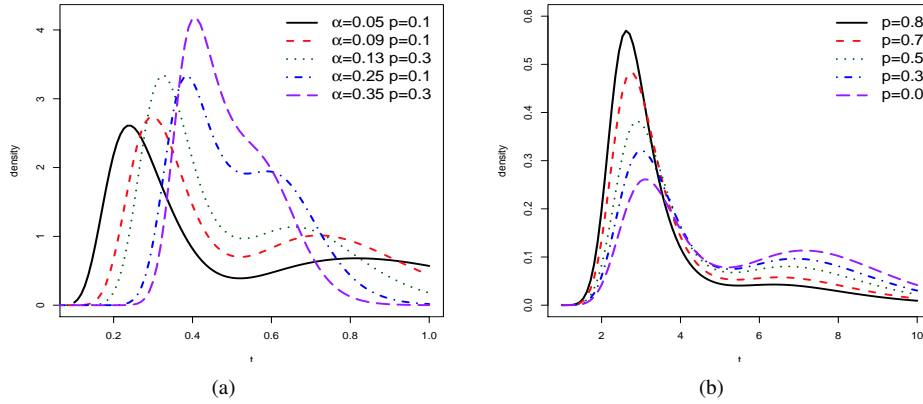 α=0.05 p=0.1
α=0.09 p=0.1
α=0.13 p=0.3
α=0.25 p=0.1
α=0.35 p=0.3
density
0
1
2
3
4
0.2
0.4
0.6
0.8
1.0
t
(a)
p=0.8
p=0.7
p=0.5
p=0.3
p=0.0
density
0.0
0.1
0.2
0.3
0.4
0.5
0.6
2
4
6
8
10
t
(b)